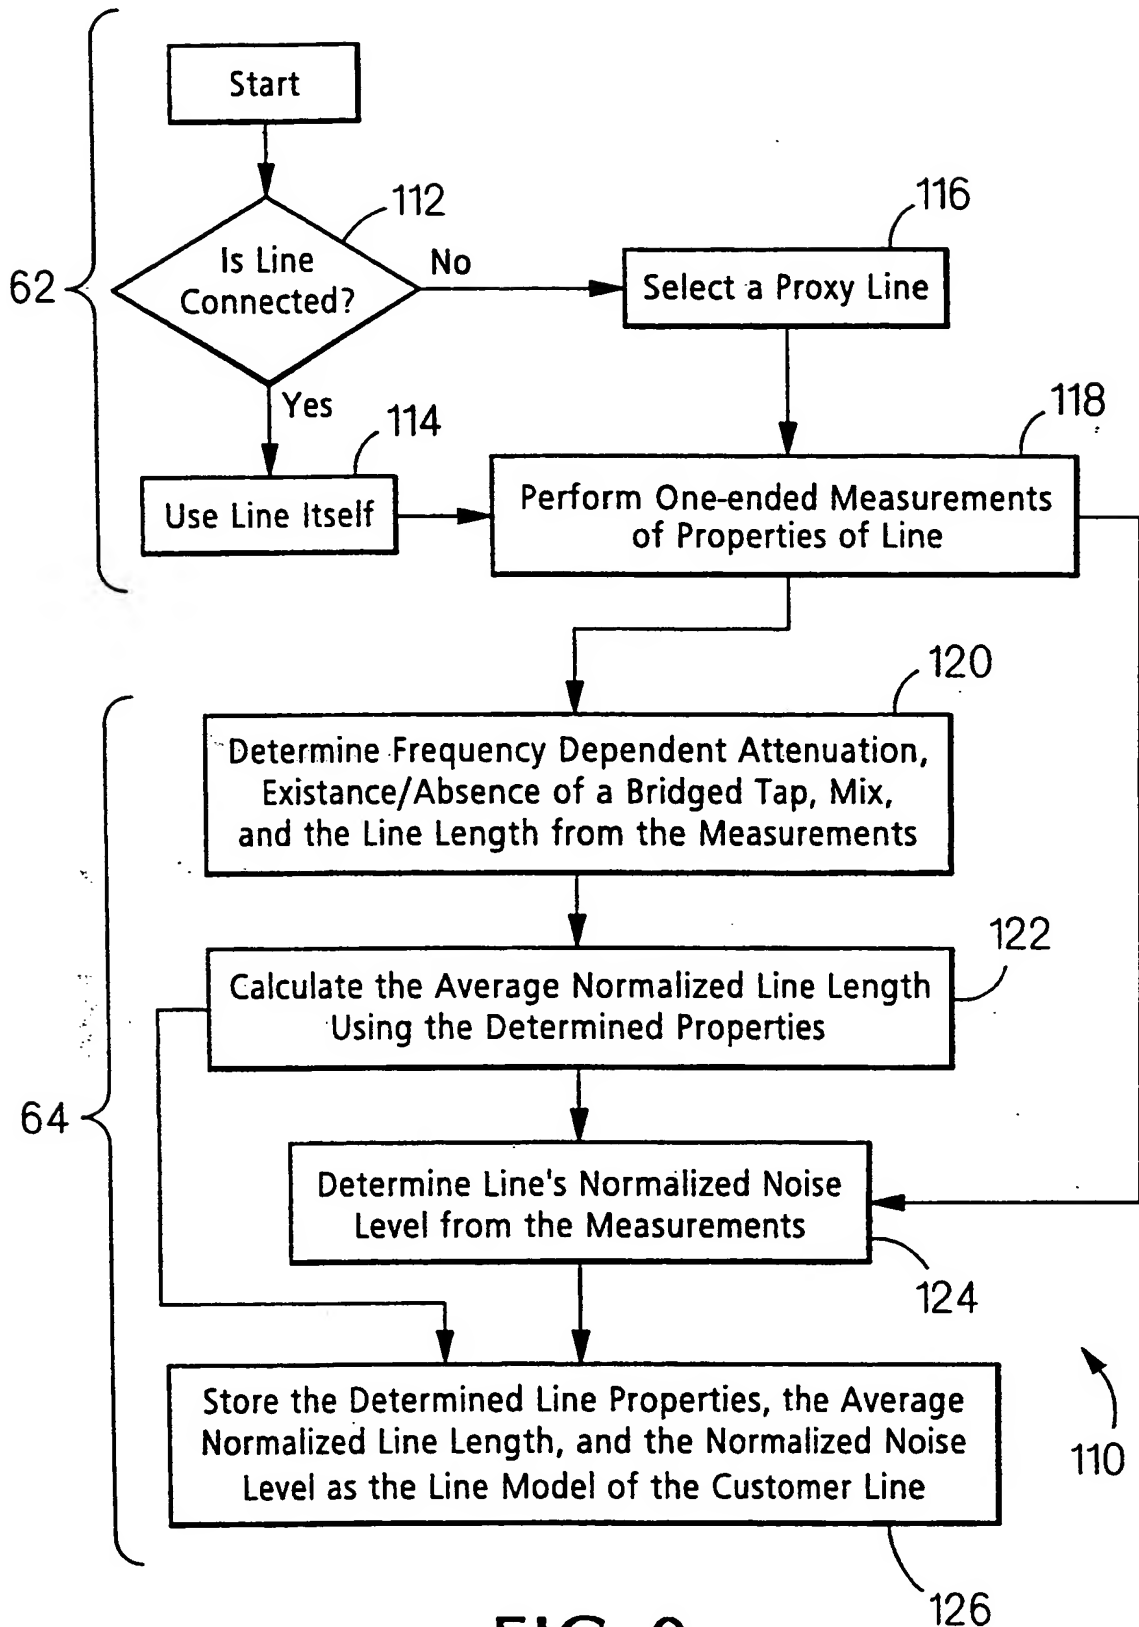 Start
112
Is Line
Connected?
No
116
Select a Proxy Line
62
Yes
114
Use Line Itself
118
Perform One-ended Measurements
of Properties of Line
120
Determine Frequency Dependent Attenuation,
Existance/Absence of a Bridged Tap, Mix,
and the Line Length from the Measurements
122
Calculate the Average Normalized Line Length
Using the Determined Properties
64
Determine Line's Normalized Noise
Level from the Measurements
124
Store the Determined Line Properties, the Average
Normalized Line Length, and the Normalized Noise
Level as the Line Model of the Customer Line
110
126